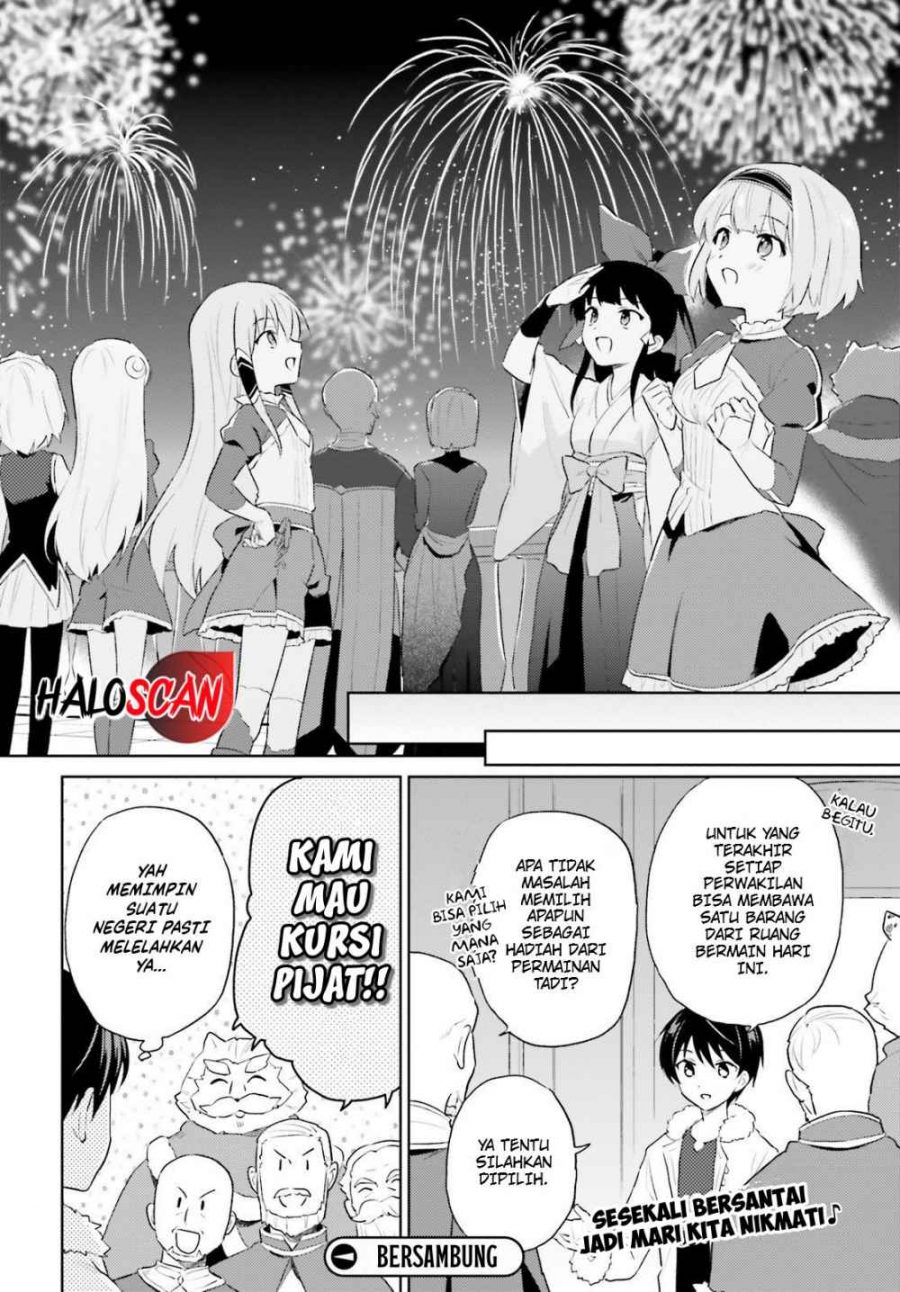 HALOSCAN
KALAU
BEGITU.
UNTUK YANG
TERAKHIR
SETIAP
PERWAKILAN
BISA MEMBAWA
SATU BARANG
DARI RUANG
BERMAIN HARI
INI.
APA TIDAK
MASALAH
MEMILIH
APAPUN
SEBAGAI
HADIAH DARI
PERMAINAN
TADI?
KAMI
BISA PILIH
YANG
MANA
SAJA?
YA TENTU
SILAHKAN
DIPILIH.
SESEKALI BERSANTAI
JADI MARI KITA NIKMATI♪
KAMI
MAU
KURSI
PIJAT!!
YAH
MEMIMPIN
SUATU
NEGERI PASTI
MELELAHKAN
YA...
BERSAMBUNG